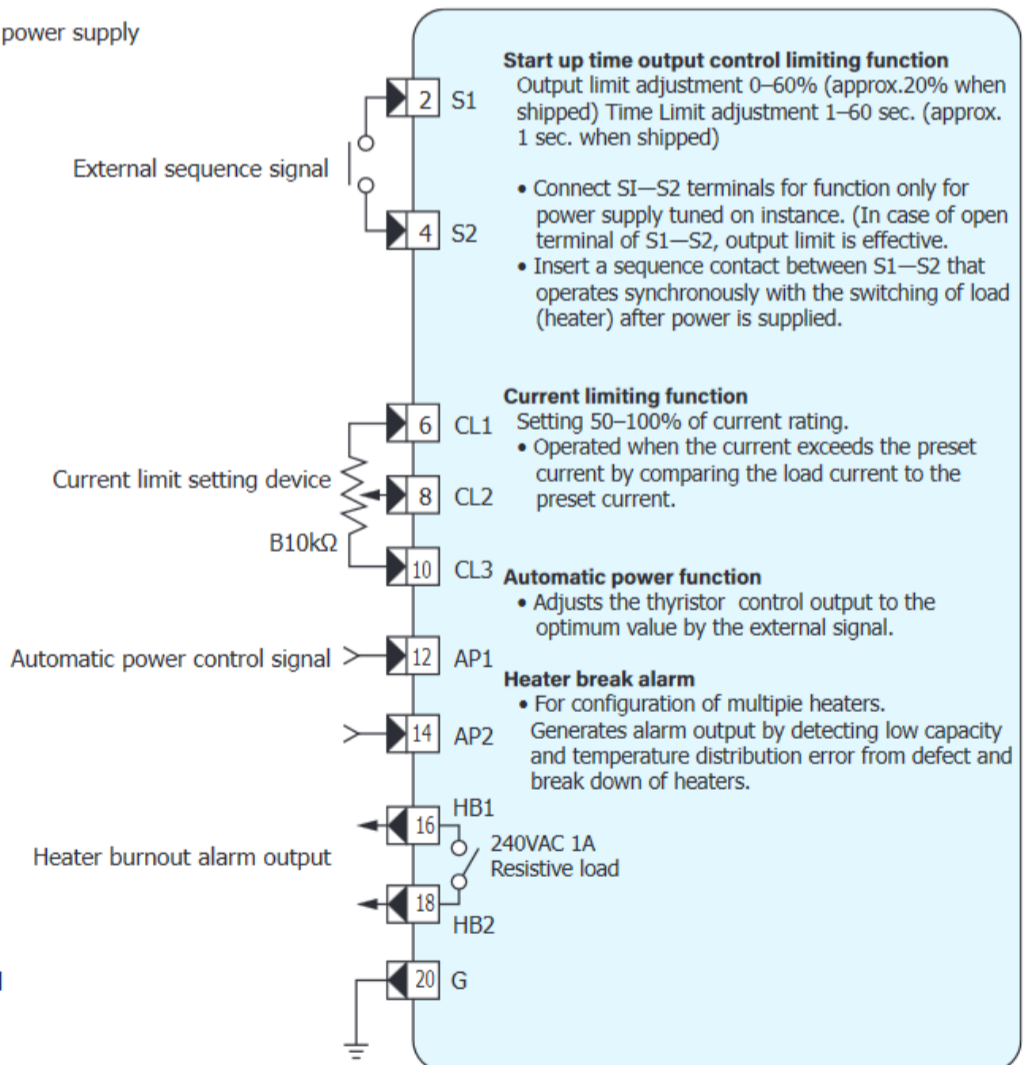 power supply
Start up time output control limiting function
Output limit adjustment 0–60% (approx.20% when
shipped) Time Limit adjustment 1–60 sec. (approx.
1 sec. when shipped)
2 S1
External sequence signal
4 S2
• Connect SI—S2 terminals for function only for
power supply tuned on instance. (In case of open
terminal of S1—S2, output limit is effective.
• Insert a sequence contact between S1—S2 that
operates synchronously with the switching of load
(heater) after power is supplied.
Current limiting function
Setting 50–100% of current rating.
• Operated when the current exceeds the preset
current by comparing the load current to the
preset current.
6 CL1
Current limit setting device
8 CL2
B10kΩ
10 CL3
Automatic power function
• Adjusts the thyristor control output to the
optimum value by the external signal.
Automatic power control signal
12 AP1
14 AP2
Heater break alarm
• For configuration of multipie heaters.
Generates alarm output by detecting low capacity
and temperature distribution error from defect and
break down of heaters.
HB1
16
Heater burnout alarm output
240VAC 1A
Resistive load
18
HB2
20 G